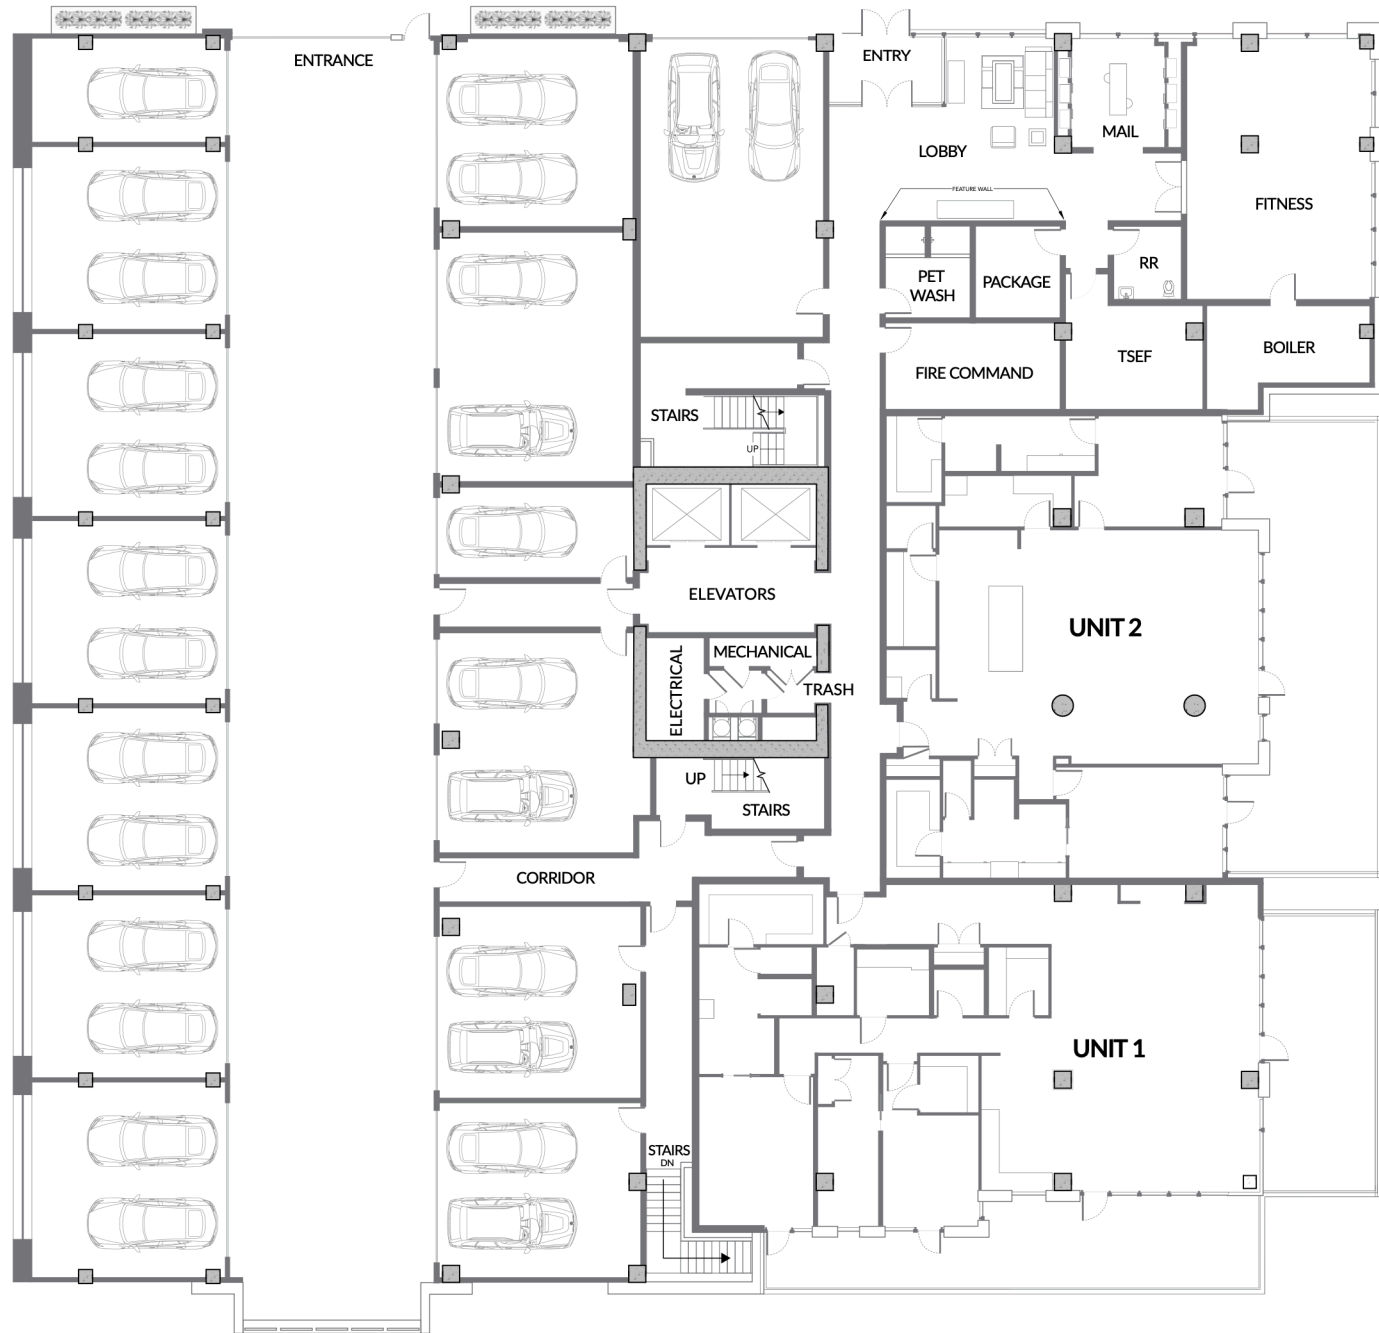 ENTRANCE
ENTRY
MAIL
LOBBY
FEATURE WALL
FITNESS
RR
PET
WASH
PACKAGE
TSEF
BOILER
FIRE COMMAND
STAIRS
UP
ELEVATORS
UNIT 2
MECHANICAL
ELECTRICAL
TRASH
UP
STAIRS
CORRIDOR
UNIT 1
STAIRS
DN